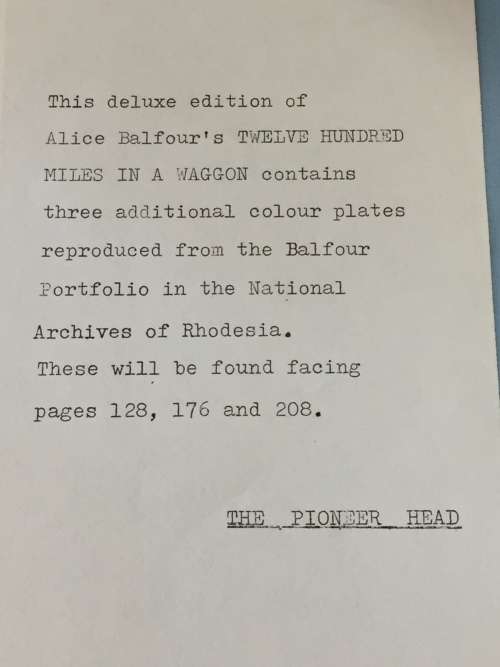 This deluxe edition of
Alice Balfour's TWELVE HUNDRED
MILES IN A WAGGON contains
three additional colour plates
reproduced from the Balfour
Portfolio in the National
Archives of Rhodesia.
These will be found facing
pages 128, 176 and 208.
THE PIONEER HEAD